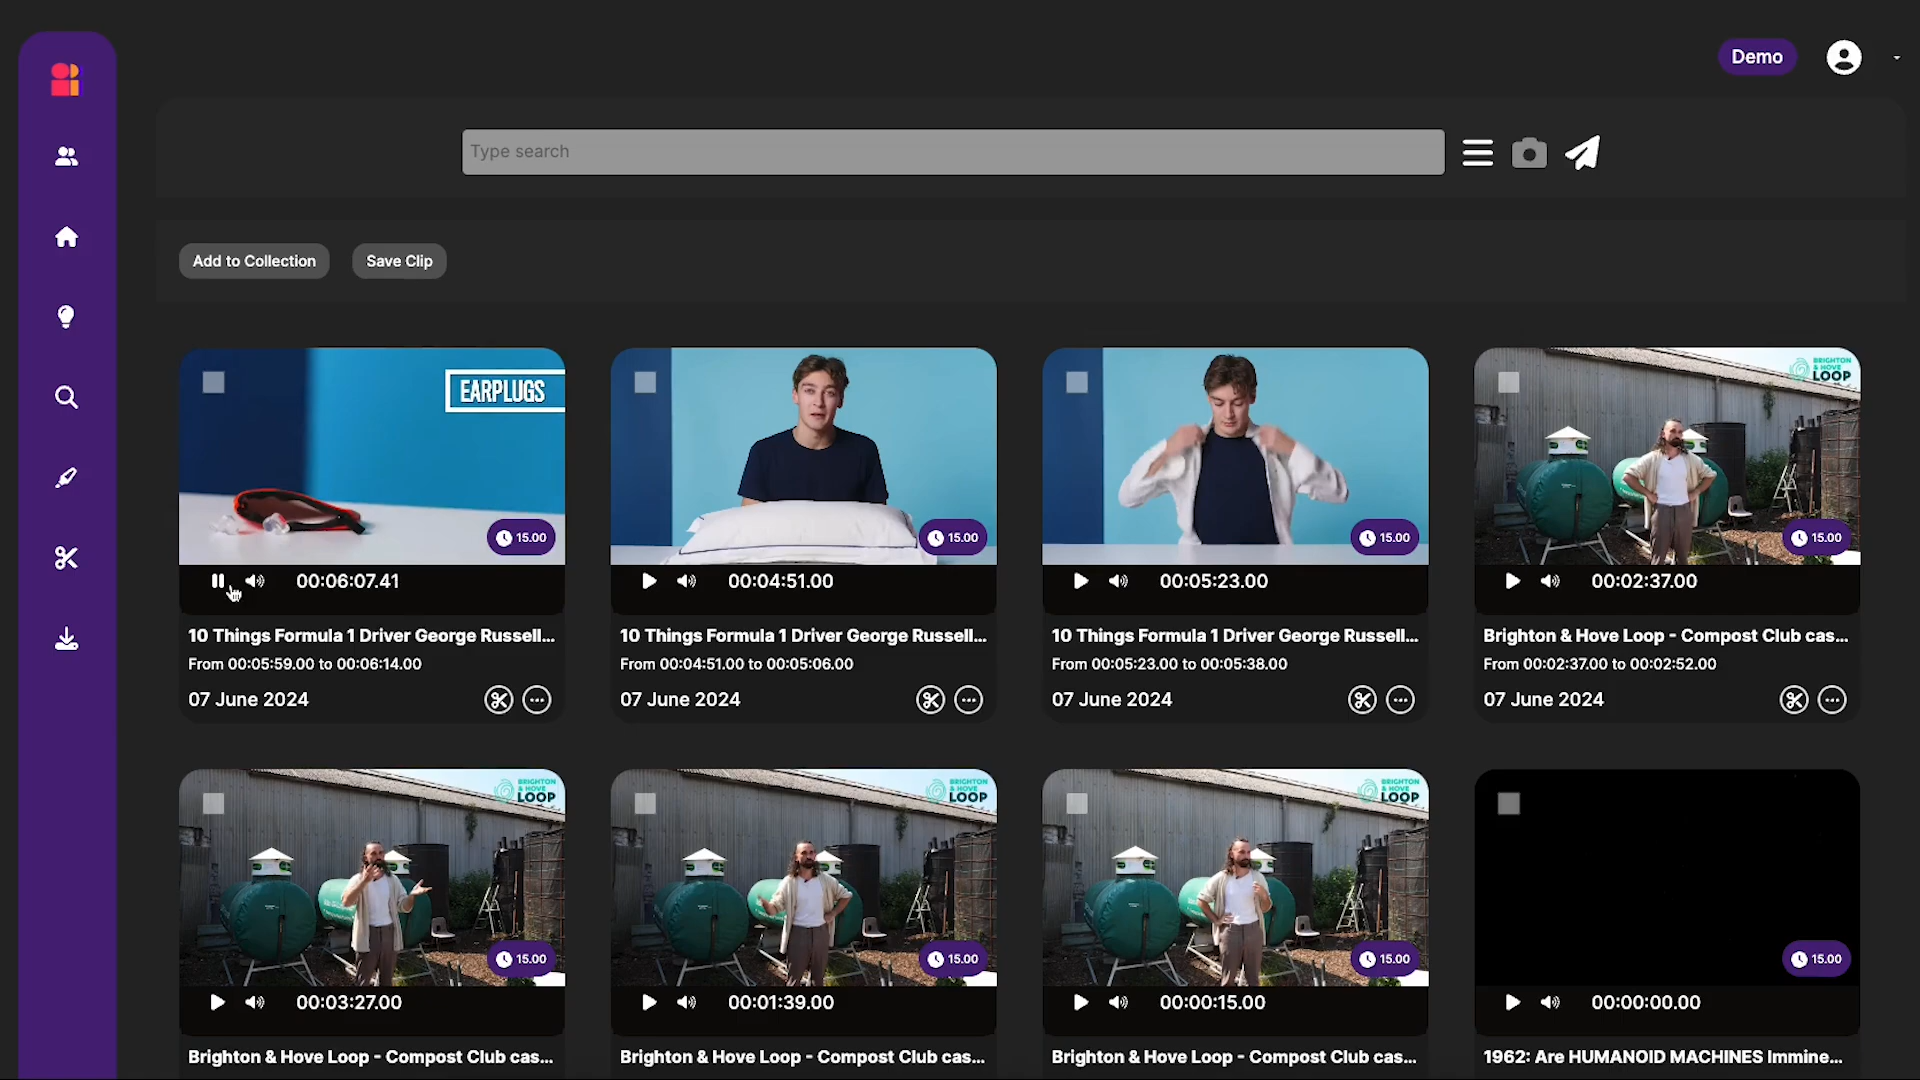 Demo
Type search
Add to Collection
Save Clip
EARPLUGS
15.00
00:06:07.41
10 Things Formula 1 Driver George Russell...
From 00:05:59.00 to 00:06:14.00
07 June 2024
15.00
00:04:51.00
10 Things Formula 1 Driver George Russell...
From 00:04:51.00 to 00:05:06.00
07 June 2024
15.00
00:05:23.00
10 Things Formula 1 Driver George Russell...
From 00:05:23.00 to 00:05:38.00
07 June 2024
BRIGHTON
& HOVE
LOOP
15.00
00:02:37.00
Brighton & Hove Loop - Compost Club cas...
From 00:02:37.00 to 00:02:52.00
07 June 2024
BRIGHTON
& HOVE
LOOP
15.00
00:03:27.00
Brighton & Hove Loop - Compost Club cas...
BRIGHTON
& HOVE
LOOP
15.00
00:01:39.00
Brighton & Hove Loop - Compost Club cas...
BRIGHTON
& HOVE
LOOP
15.00
00:00:15.00
Brighton & Hove Loop - Compost Club cas...
15.00
00:00:00.00
1962: Are HUMANOID MACHINES Immine...